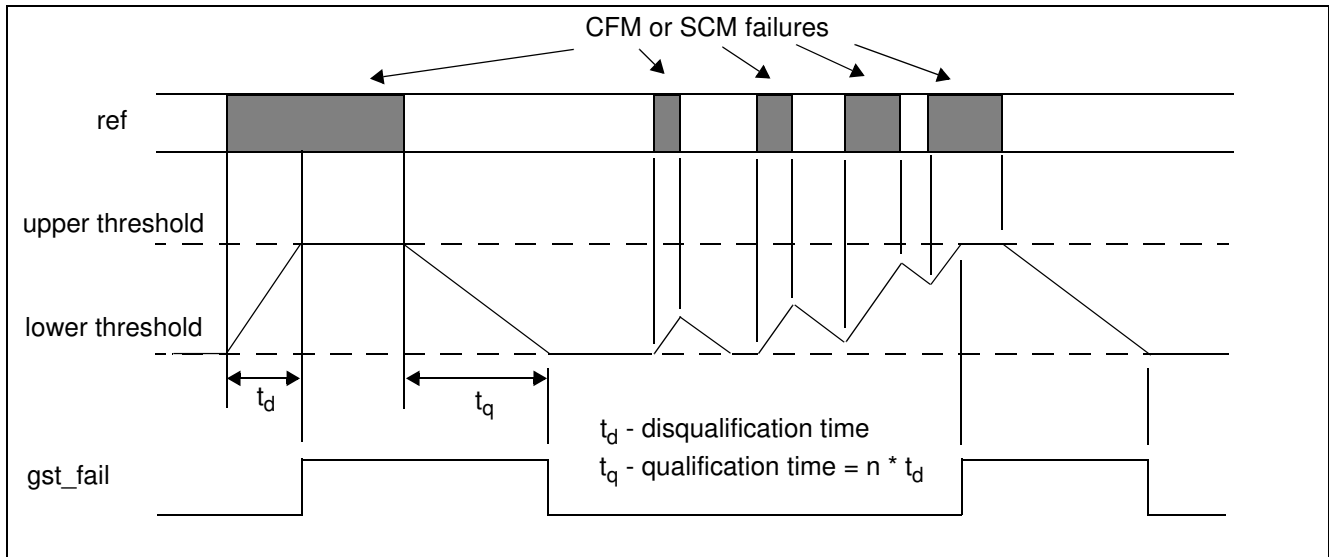 CFM or SCM failures
ref
upper threshold
lower threshold
td
tq
td - disqualification time
tq - qualification time = n * td
gst_fail